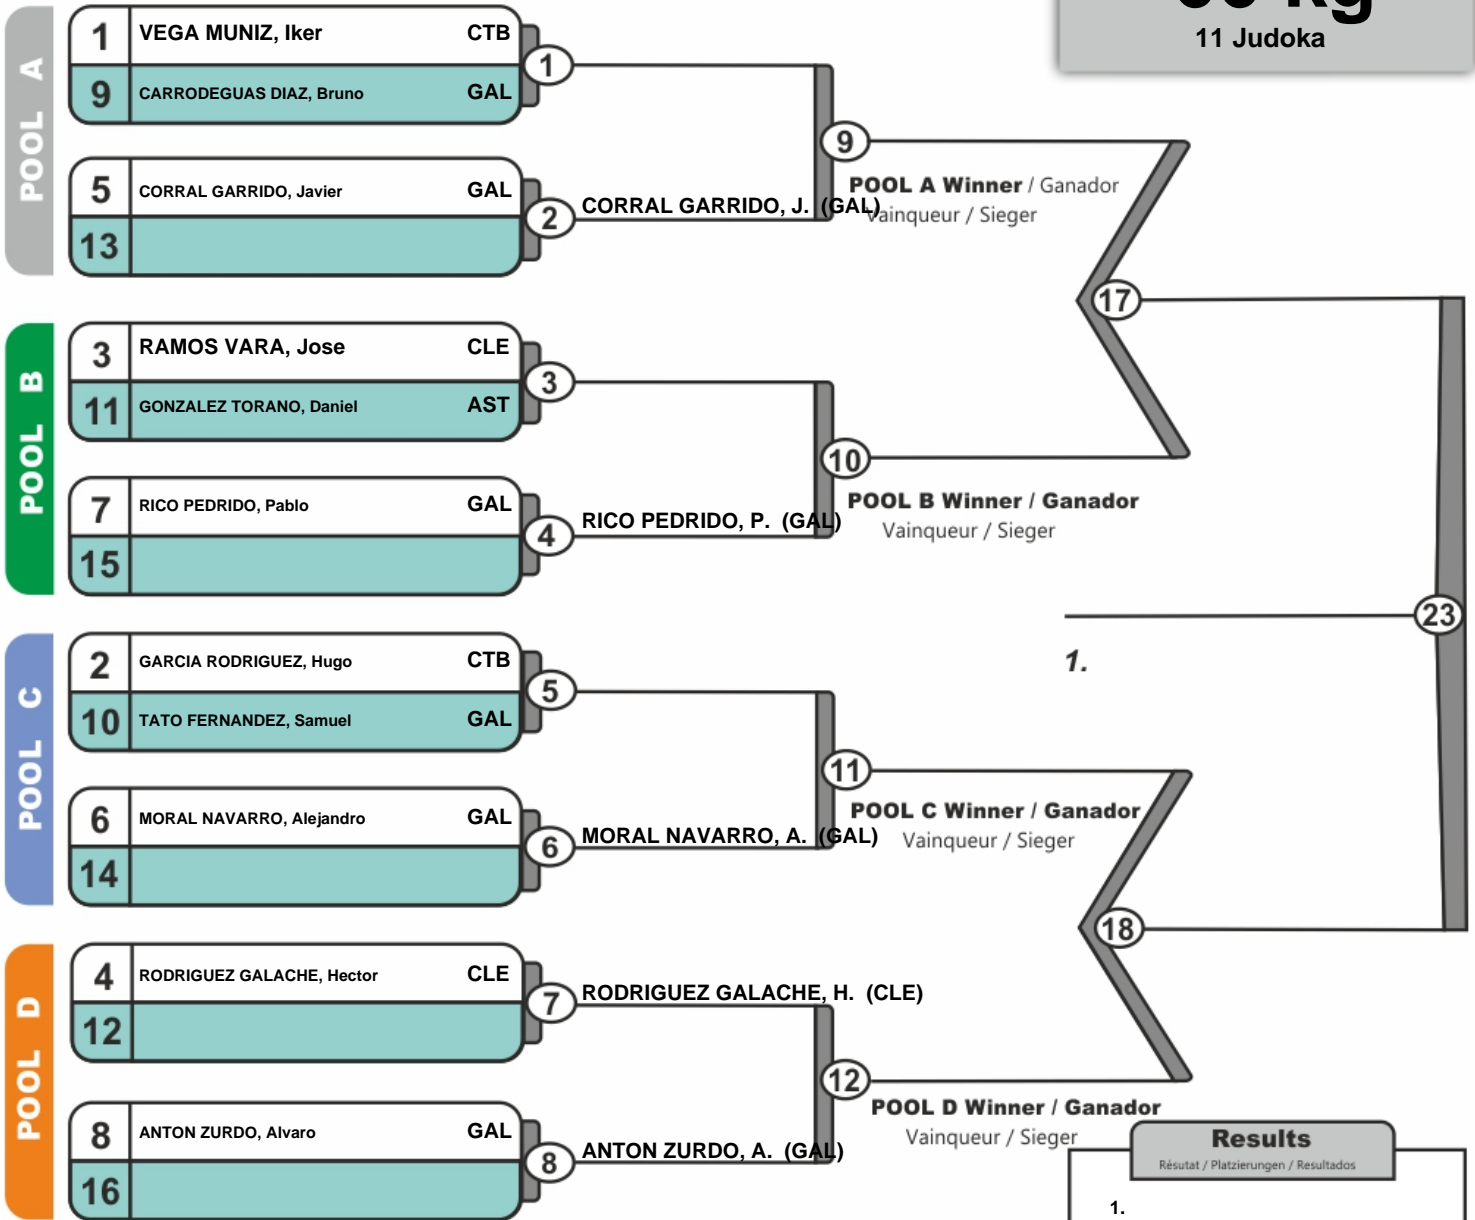 kg
11 Judoka
POOL A
1 VEGA MUNIZ, Iker CTB
9 CARRODEGUAS DIAZ, Bruno GAL
1
5 CORRAL GARRIDO, Javier GAL
13
2
CORRAL GARRIDO, J. (GAL)
9
POOL A Winner / Ganador
Vainqueur / Sieger
17
POOL B
3 RAMOS VARA, Jose CLE
11 GONZALEZ TORANO, Daniel AST
3
7 RICO PEDRIDO, Pablo GAL
15
4
RICO PEDRIDO, P. (GAL)
10
POOL B Winner / Ganador
Vainqueur / Sieger
23
1.
POOL C
2 GARCIA RODRIGUEZ, Hugo CTB
10 TATO FERNANDEZ, Samuel GAL
5
6 MORAL NAVARRO, Alejandro GAL
14
6
MORAL NAVARRO, A. (GAL)
11
POOL C Winner / Ganador
Vainqueur / Sieger
18
POOL D
4 RODRIGUEZ GALACHE, Hector CLE
12
7
RODRIGUEZ GALACHE, H. (CLE)
8 ANTON ZURDO, Alvaro GAL
16
8
ANTON ZURDO, A. (GAL)
12
POOL D Winner / Ganador
Vainqueur / Sieger
Results
Résutat / Platzierungen / Resultados
1.